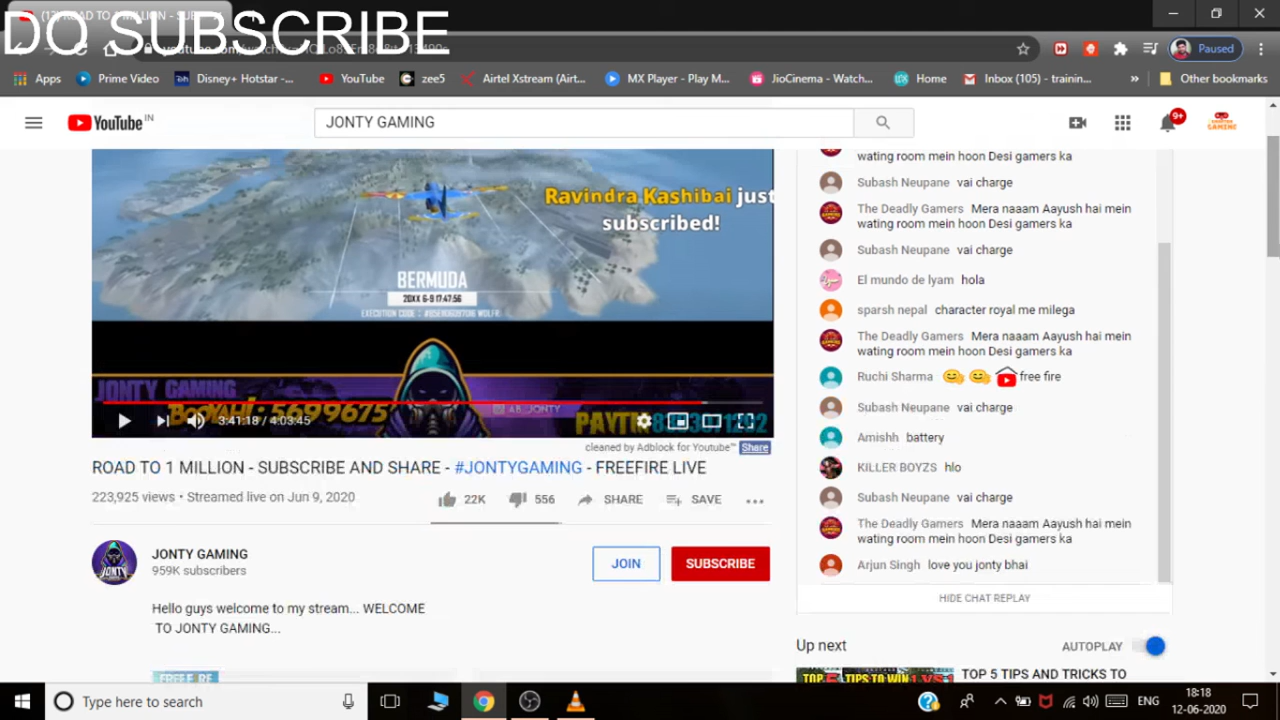 DO SUBSCRIBE
Apps Prime Video Disney+ Hotstar -... YouTube zee5 Airtel Xstream (Airt... MX Player - Play M... JioCinema - Watch... Home Inbox (105) - trainin... » Other bookmarks
Paused
YouTube IN
JONTY GAMING
9+
Ravindra Kashibai just
subscribed!
BERMUDA
20XX 6-9 17:47:56
JONTY GAMING
AB_JONTY
3:41:18 / 4:03:45
cleaned by Adblock for Youtube™ Share
ROAD TO 1 MILLION - SUBSCRIBE AND SHARE - #JONTYGAMING - FREEFIRE LIVE
223,925 views • Streamed live on Jun 9, 2020
22K 556 SHARE SAVE
JONTY GAMING
959K subscribers
JOIN SUBSCRIBE
Hello guys welcome to my stream... WELCOME
TO JONTY GAMING...
wating room mein hoon Desi gamers ka
Subash Neupane vai charge
The Deadly Gamers Mera naaam Aayush hai mein
wating room mein hoon Desi gamers ka
Subash Neupane vai charge
El mundo de lyam hola
sparsh nepal character royal me milega
The Deadly Gamers Mera naaam Aayush hai mein
wating room mein hoon Desi gamers ka
Ruchi Sharma free fire
Subash Neupane vai charge
Amishh battery
KILLER BOYZS hlo
Subash Neupane vai charge
The Deadly Gamers Mera naaam Aayush hai mein
wating room mein hoon Desi gamers ka
Arjun Singh love you jonty bhai
HIDE CHAT REPLAY
Up next AUTOPLAY
TOP 5 TIPS AND TRICKS TO
Type here to search
ENG
18:18
12-06-2020